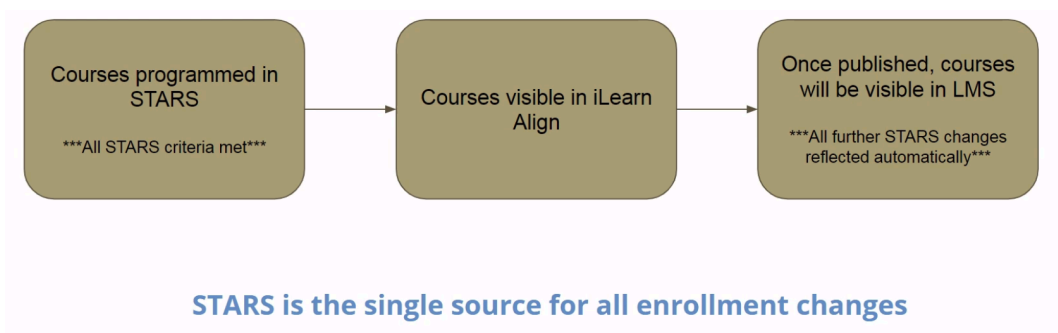 Courses programmed in
STARS
***All STARS criteria met***
Courses visible in iLearn
Align
Once published, courses
will be visible in LMS
***All further STARS changes
reflected automatically***
STARS is the single source for all enrollment changes